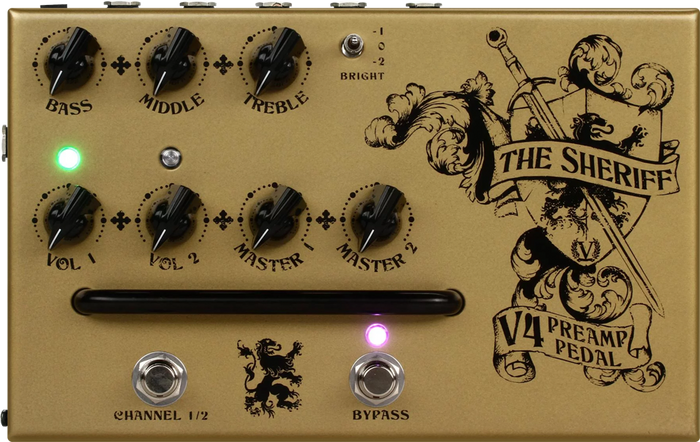 -1
-0
-2
BRIGHT
BASS
MIDDLE
TREBLE
THE SHERIFF
VOL 1
VOL 2
MASTER 1
MASTER 2
V
V4 PREAMP
PEDAL
CHANNEL 1/2
BYPASS